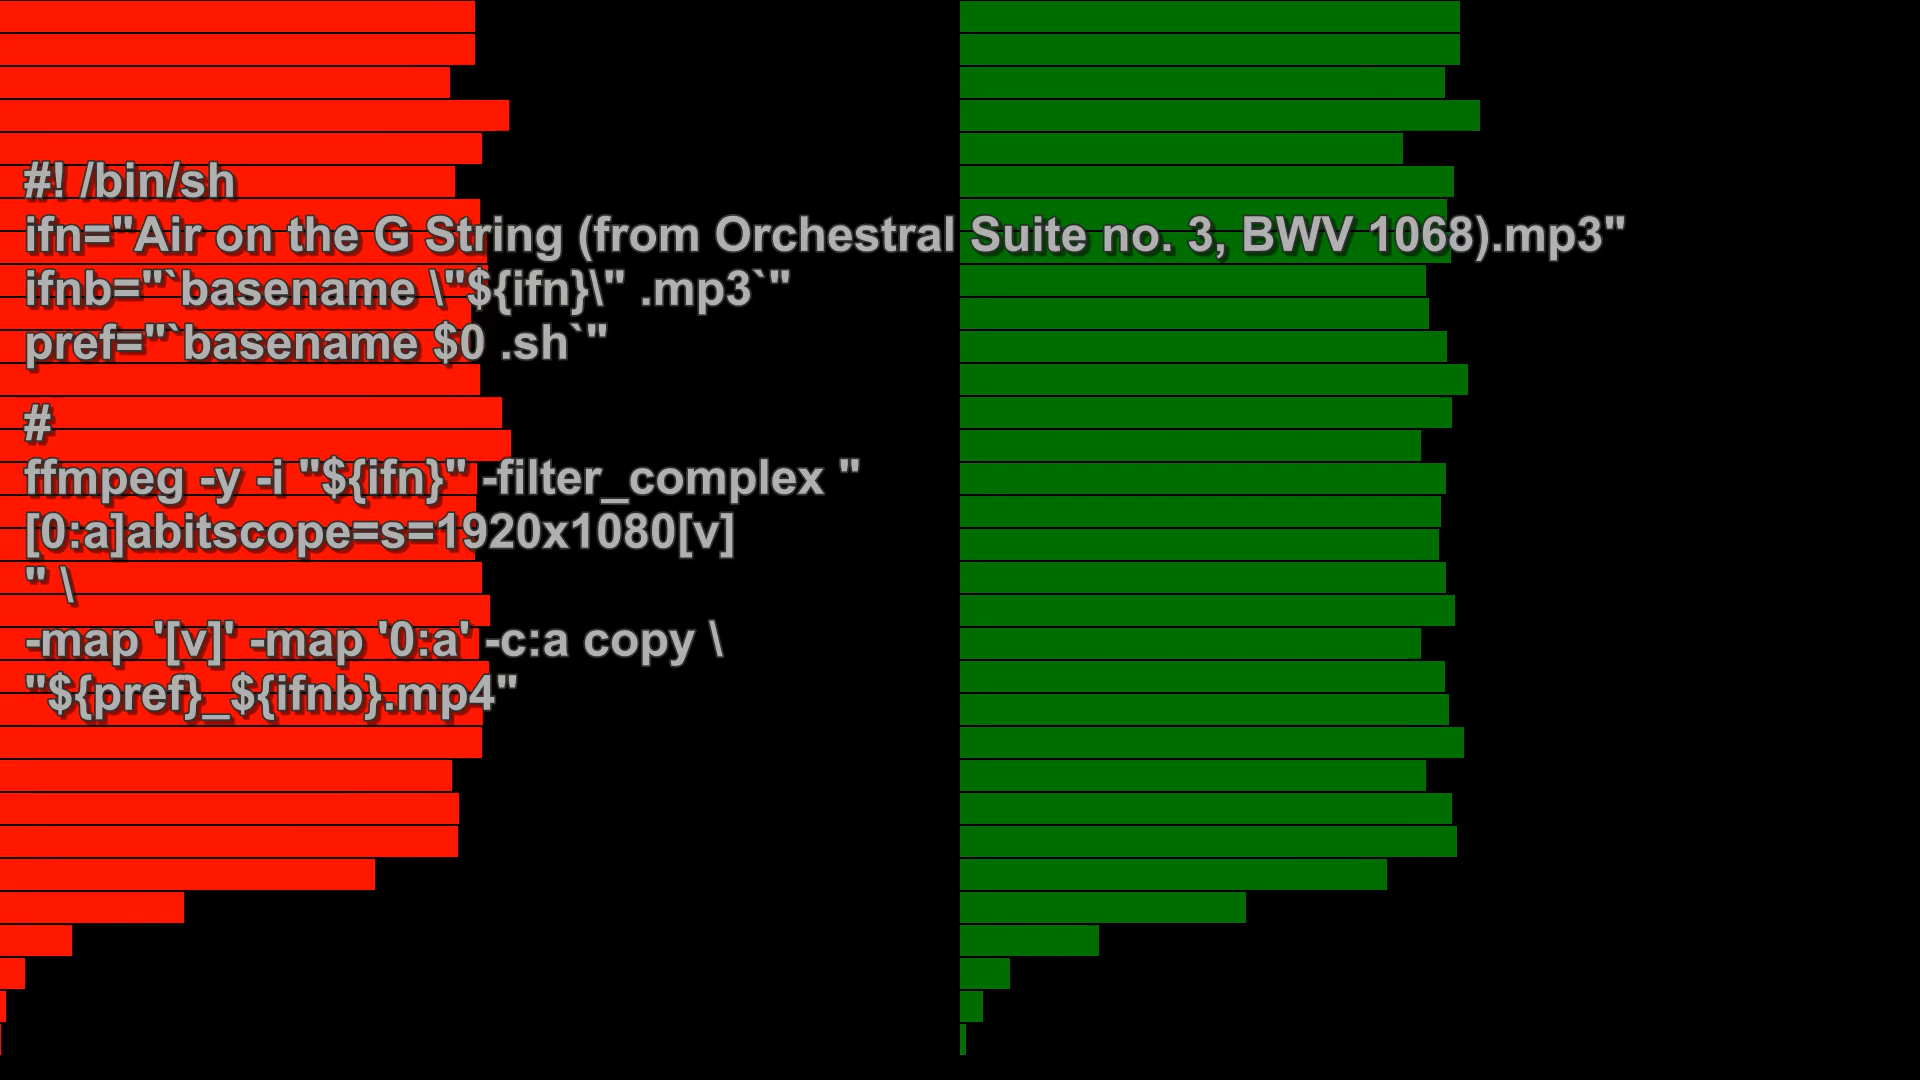 #! /bin/sh
ifn="Air on the G String (from Orchestral Suite no. 3, BWV 1068).mp3"
ifnb="`basename \"${ifn}\" .mp3`"
pref="`basename $0 .sh`"
#
ffmpeg -y -i "${ifn}" -filter_complex "
[0:a]abitscope=s=1920x1080[v]
" \
-map '[v]' -map '0:a' -c:a copy \
"${pref}_${ifnb}.mp4"